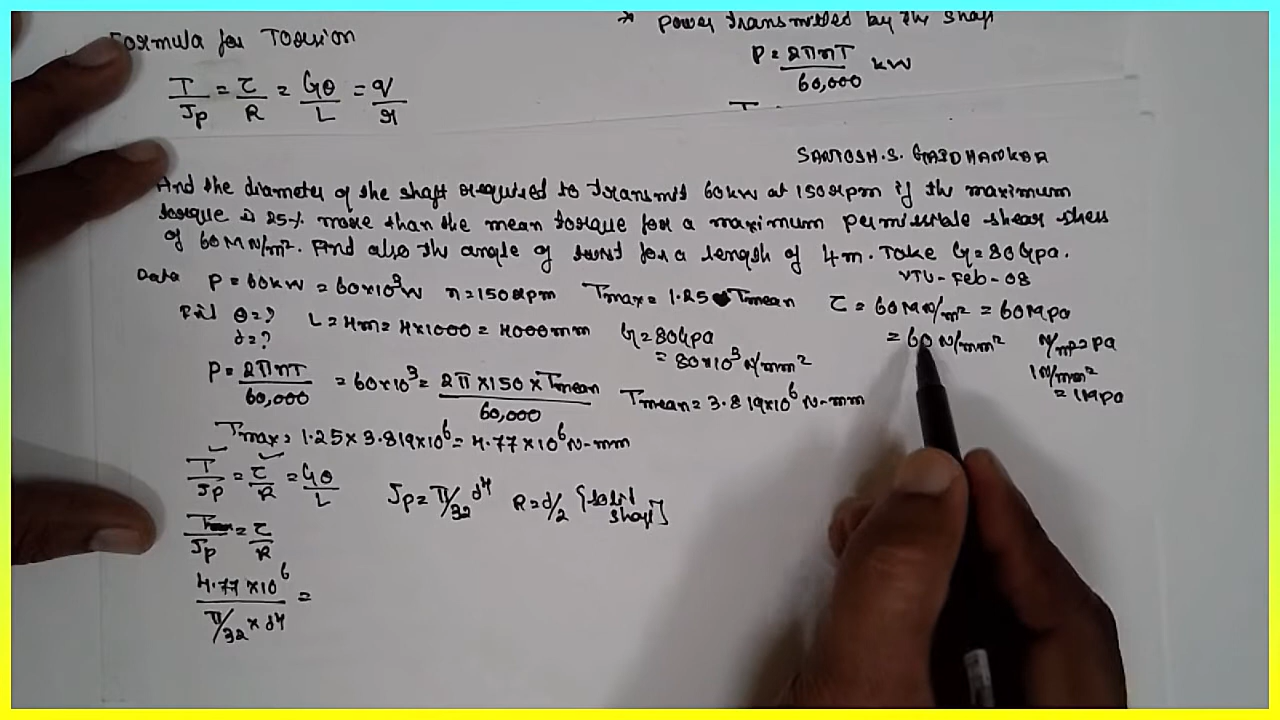 Formula for Torsion
T/Jp = τ/R = Gθ/L = q/r
* Power transmitted by the shaft
P = 2πnT/60,000 kW
SANTOSH.S. GARDHANKAR
And the diameter of the shaft required to transmit 60kW at 150rpm if the maximum
torque is 25% more than the mean torque for a maximum permissible shear stress
of 60MN/m². Find also the angle of twist for a length of 4m. Take G=80Gpa.
VTU-Feb-08
Data P = 60kW = 60×10³W n=150rpm Tmax = 1.25 Tmean τ = 60MN/m² = 60Mpa
θ=? L = 4m = 4×1000 = 4000mm G=80Gpa = 60 N/mm² N/m²=pa
d=? = 80×10³ N/mm² 1N/mm² = 1Mpa
P = 2πnT/60,000 = 60×10³ = 2π×150×Tmean/60,000 Tmean = 3.819×10⁶ N-mm
Tmax = 1.25×3.819×10⁶ = 4.77×10⁶ N-mm
T/Jp = τ/R = Gθ/L Jp = π/32 d⁴ R=d/2 {solid shaft}
T/Jp = τ/R
4.77×10⁶/π/32 × d⁴ =